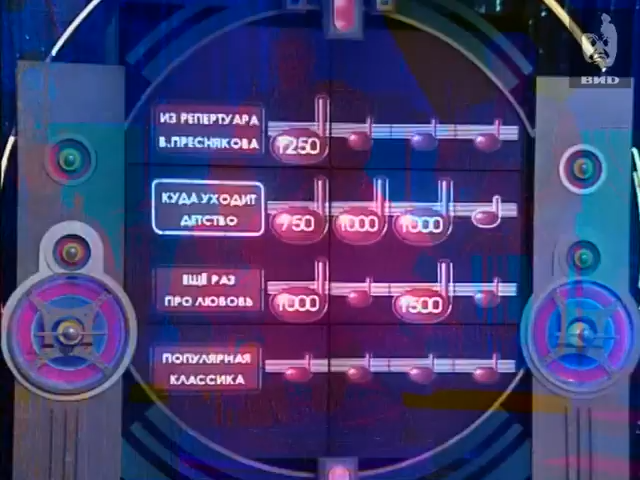 ВИD
ИЗ РЕПЕРТУАРА
В.ПРЕСНЯКОВА
1250
КУДА УХОДИТ
ДЕТСТВО
750 1000 1000
ЕЩЁ РАЗ
ПРО ЛЮБОВЬ
1000 1500
ПОПУЛЯРНАЯ
КЛАССИКА